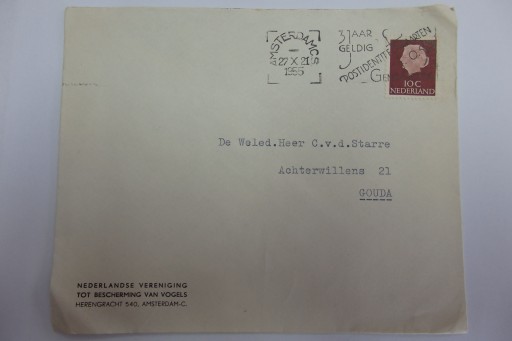 AMSTERDAM CS
27 X 21
1955
3 JAAR
GELDIG
POSTIDENTITEITSKAARTEN
10 C
NEDERLAND
De Weled.Heer C.v.d.Starre
Achterwillens 21
GOUDA
NEDERLANDSE VERENIGING
TOT BESCHERMING VAN VOGELS
HERENGRACHT 540, AMSTERDAM-C.